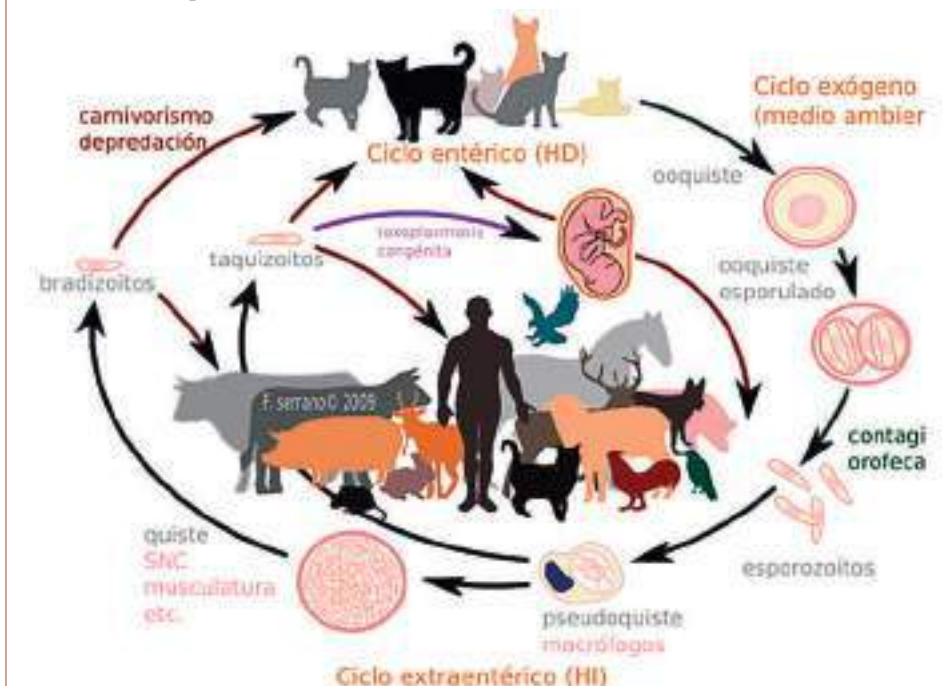 Ciclo exógeno
(medio ambier
carnivorismo
depredación
Ciclo entérico (HD)
ooquiste
toxoplasmosis
congénita
taquizoitos
bradizoitos
ooquiste
esporulado
F. serrano© 2009
contagi
orofeca
quiste
SNC
musculatura
etc.
esporozoitos
pseudoquiste
macrófagos
Ciclo extraentérico (HI)